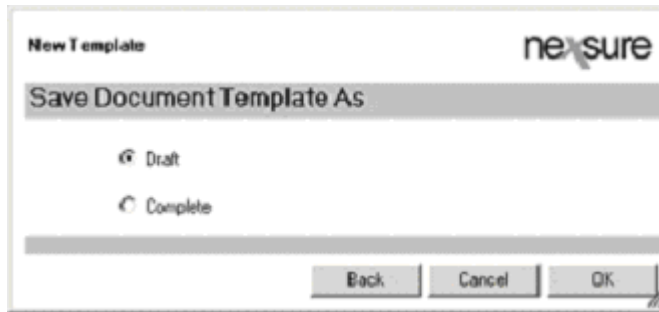 New Template
nexsure
Save Document Template As
Draft
Complete
Back Cancel OK